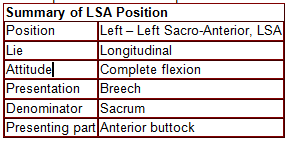 Summary of LSA Position
Position Left – Left Sacro-Anterior, LSA
Lie Longitudinal
Attitude Complete flexion
Presentation Breech
Denominator Sacrum
Presenting part Anterior buttock